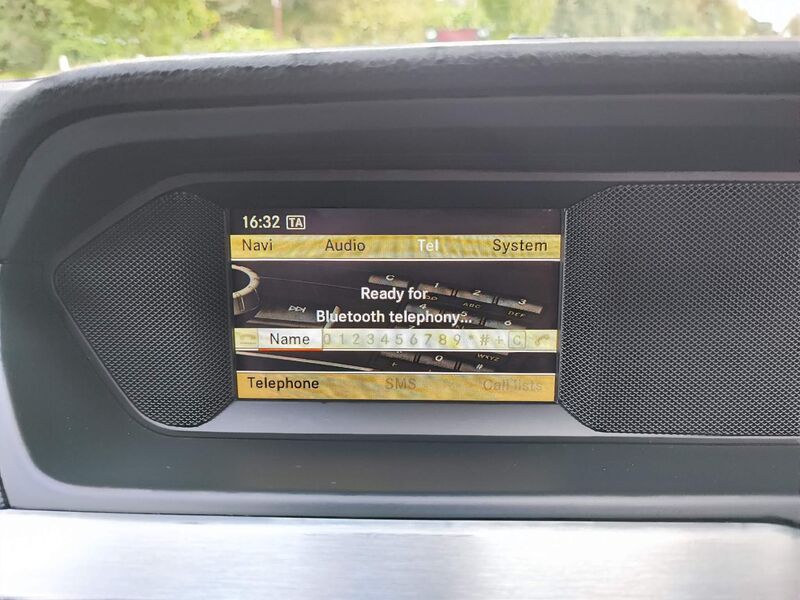 16:32 TA
Navi Audio Tel System
Ready for
Bluetooth telephony...
Name 0 1 2 3 4 5 6 7 8 9 * # + C
Telephone SMS Call lists